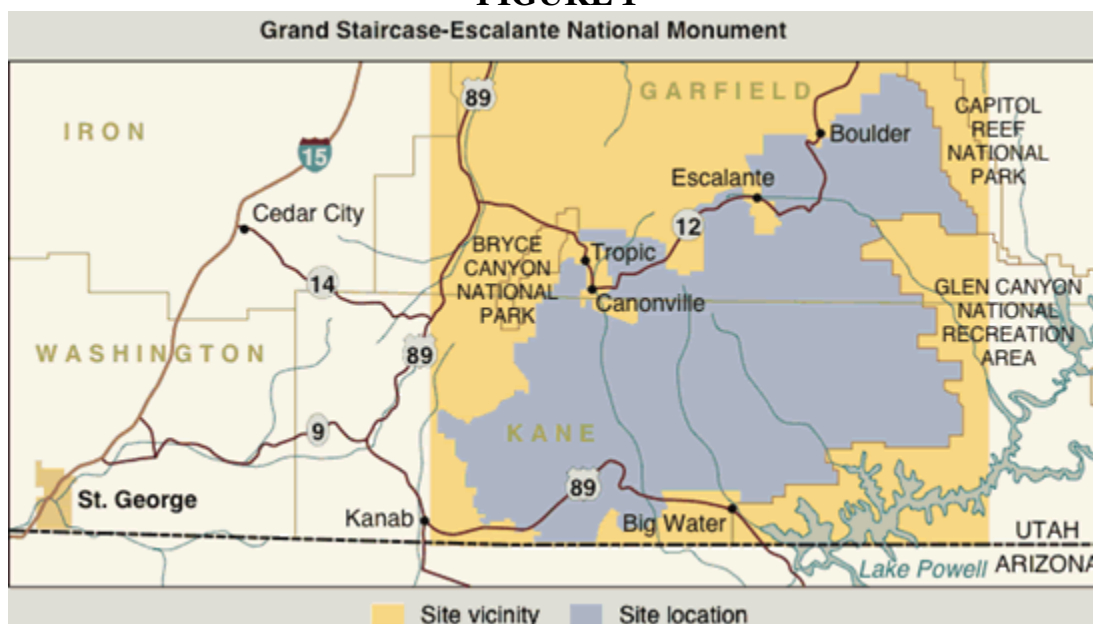 FIGURE 1
Grand Staircase-Escalante National Monument
89
GARFIELD
IRON
CAPITOL
REEF
NATIONAL
PARK
15
Boulder
Escalante
Cedar City
12
BRYCE
CANYON
NATIONAL
PARK
Tropic
14
Canonville
GLEN CANYON
NATIONAL
RECREATION
AREA
WASHINGTON
89
9
KANE
89
St. George
Kanab
Big Water
UTAH
Lake Powell
ARIZONA
Site vicinity
Site location